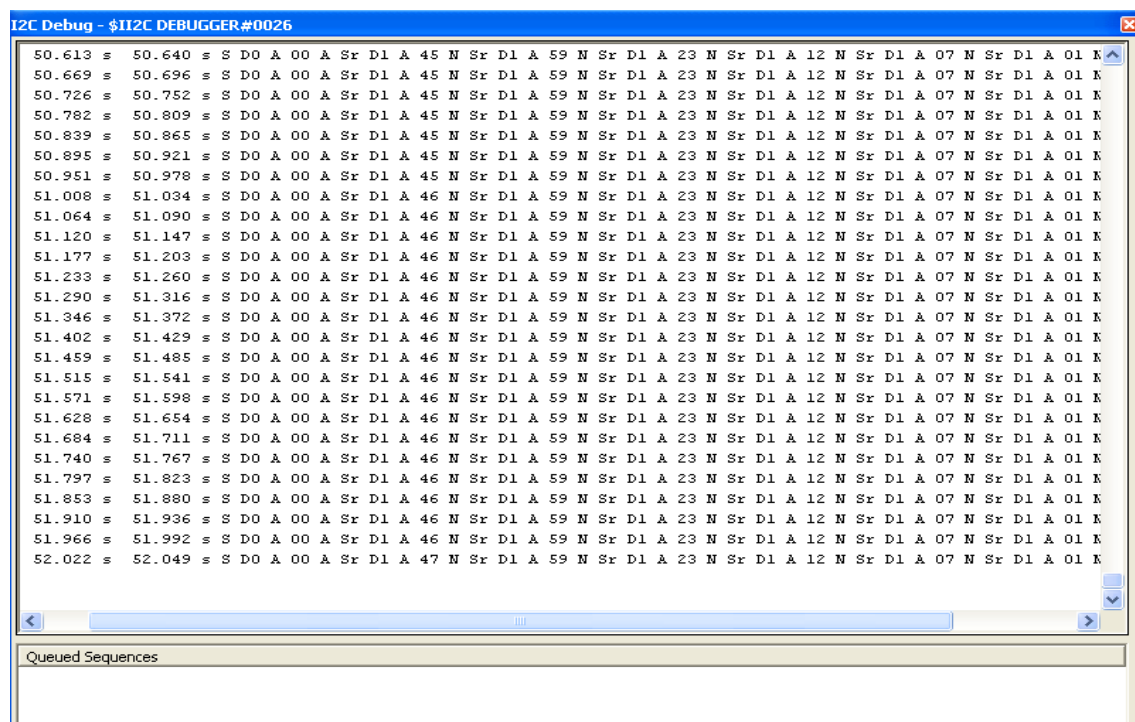 I2C Debug - $II2C DEBUGGER#0026
50.613 s 50.640 s S D0 A 00 A Sr D1 A 45 N Sr D1 A 59 N Sr D1 A 23 N Sr D1 A 12 N Sr D1 A 07 N Sr D1 A 01 N
50.669 s 50.696 s S D0 A 00 A Sr D1 A 45 N Sr D1 A 59 N Sr D1 A 23 N Sr D1 A 12 N Sr D1 A 07 N Sr D1 A 01 N
50.726 s 50.752 s S D0 A 00 A Sr D1 A 45 N Sr D1 A 59 N Sr D1 A 23 N Sr D1 A 12 N Sr D1 A 07 N Sr D1 A 01 N
50.782 s 50.809 s S D0 A 00 A Sr D1 A 45 N Sr D1 A 59 N Sr D1 A 23 N Sr D1 A 12 N Sr D1 A 07 N Sr D1 A 01 N
50.839 s 50.865 s S D0 A 00 A Sr D1 A 45 N Sr D1 A 59 N Sr D1 A 23 N Sr D1 A 12 N Sr D1 A 07 N Sr D1 A 01 N
50.895 s 50.921 s S D0 A 00 A Sr D1 A 45 N Sr D1 A 59 N Sr D1 A 23 N Sr D1 A 12 N Sr D1 A 07 N Sr D1 A 01 N
50.951 s 50.978 s S D0 A 00 A Sr D1 A 45 N Sr D1 A 59 N Sr D1 A 23 N Sr D1 A 12 N Sr D1 A 07 N Sr D1 A 01 N
51.008 s 51.034 s S D0 A 00 A Sr D1 A 46 N Sr D1 A 59 N Sr D1 A 23 N Sr D1 A 12 N Sr D1 A 07 N Sr D1 A 01 N
51.064 s 51.090 s S D0 A 00 A Sr D1 A 46 N Sr D1 A 59 N Sr D1 A 23 N Sr D1 A 12 N Sr D1 A 07 N Sr D1 A 01 N
51.120 s 51.147 s S D0 A 00 A Sr D1 A 46 N Sr D1 A 59 N Sr D1 A 23 N Sr D1 A 12 N Sr D1 A 07 N Sr D1 A 01 N
51.177 s 51.203 s S D0 A 00 A Sr D1 A 46 N Sr D1 A 59 N Sr D1 A 23 N Sr D1 A 12 N Sr D1 A 07 N Sr D1 A 01 N
51.233 s 51.260 s S D0 A 00 A Sr D1 A 46 N Sr D1 A 59 N Sr D1 A 23 N Sr D1 A 12 N Sr D1 A 07 N Sr D1 A 01 N
51.290 s 51.316 s S D0 A 00 A Sr D1 A 46 N Sr D1 A 59 N Sr D1 A 23 N Sr D1 A 12 N Sr D1 A 07 N Sr D1 A 01 N
51.346 s 51.372 s S D0 A 00 A Sr D1 A 46 N Sr D1 A 59 N Sr D1 A 23 N Sr D1 A 12 N Sr D1 A 07 N Sr D1 A 01 N
51.402 s 51.429 s S D0 A 00 A Sr D1 A 46 N Sr D1 A 59 N Sr D1 A 23 N Sr D1 A 12 N Sr D1 A 07 N Sr D1 A 01 N
51.459 s 51.485 s S D0 A 00 A Sr D1 A 46 N Sr D1 A 59 N Sr D1 A 23 N Sr D1 A 12 N Sr D1 A 07 N Sr D1 A 01 N
51.515 s 51.541 s S D0 A 00 A Sr D1 A 46 N Sr D1 A 59 N Sr D1 A 23 N Sr D1 A 12 N Sr D1 A 07 N Sr D1 A 01 N
51.571 s 51.598 s S D0 A 00 A Sr D1 A 46 N Sr D1 A 59 N Sr D1 A 23 N Sr D1 A 12 N Sr D1 A 07 N Sr D1 A 01 N
51.628 s 51.654 s S D0 A 00 A Sr D1 A 46 N Sr D1 A 59 N Sr D1 A 23 N Sr D1 A 12 N Sr D1 A 07 N Sr D1 A 01 N
51.684 s 51.711 s S D0 A 00 A Sr D1 A 46 N Sr D1 A 59 N Sr D1 A 23 N Sr D1 A 12 N Sr D1 A 07 N Sr D1 A 01 N
51.740 s 51.767 s S D0 A 00 A Sr D1 A 46 N Sr D1 A 59 N Sr D1 A 23 N Sr D1 A 12 N Sr D1 A 07 N Sr D1 A 01 N
51.797 s 51.823 s S D0 A 00 A Sr D1 A 46 N Sr D1 A 59 N Sr D1 A 23 N Sr D1 A 12 N Sr D1 A 07 N Sr D1 A 01 N
51.853 s 51.880 s S D0 A 00 A Sr D1 A 46 N Sr D1 A 59 N Sr D1 A 23 N Sr D1 A 12 N Sr D1 A 07 N Sr D1 A 01 N
51.910 s 51.936 s S D0 A 00 A Sr D1 A 46 N Sr D1 A 59 N Sr D1 A 23 N Sr D1 A 12 N Sr D1 A 07 N Sr D1 A 01 N
51.966 s 51.992 s S D0 A 00 A Sr D1 A 46 N Sr D1 A 59 N Sr D1 A 23 N Sr D1 A 12 N Sr D1 A 07 N Sr D1 A 01 N
52.022 s 52.049 s S D0 A 00 A Sr D1 A 47 N Sr D1 A 59 N Sr D1 A 23 N Sr D1 A 12 N Sr D1 A 07 N Sr D1 A 01 N
Queued Sequences